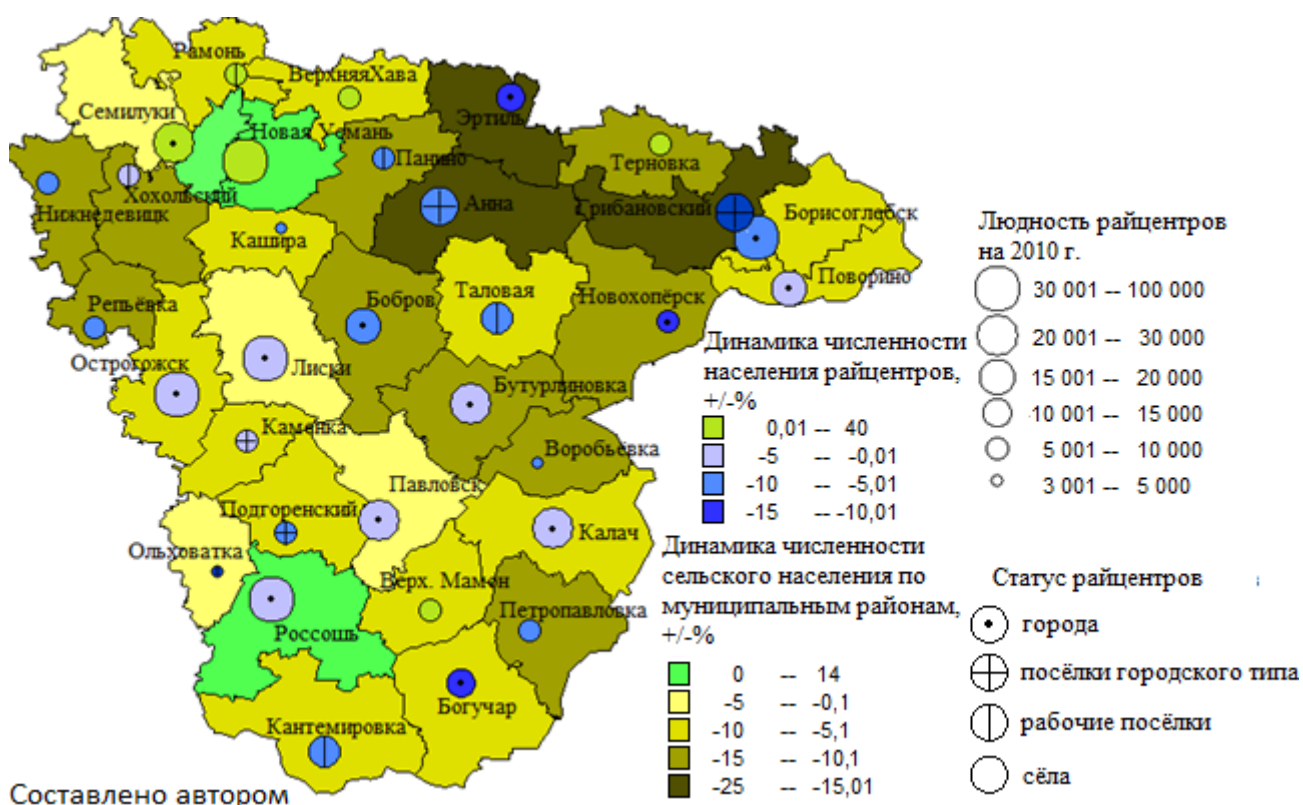 Рамонь
ВерхняяХава
Семилуки
Новая Усмань
Эртиль
Панино
Терновка
Хохольский
Нижнедевицк
Анна
Грибановский
Борисоглебск
Кашира
Поворино
Репьёвка
Бобров
Таловая
Новохопёрск
Острогожск
Лиски
Бутурлиновка
Каменка
Воробьёвка
Павловск
Подгоренский
Калач
Ольховатка
Верх. Мамон
Петропавловка
Россошь
Богучар
Кантемировка
Людность райцентров
на 2010 г.
30 001 -- 100 000
20 001 -- 30 000
15 001 -- 20 000
10 001 -- 15 000
5 001 -- 10 000
3 001 -- 5 000
Динамика численности
населения райцентров,
+/-%
0,01 -- 40
-5 -- -0,01
-10 -- -5,01
-15 -- -10,01
Динамика численности
сельского населения по
муниципальным районам,
+/-%
0 -- 14
-5 -- -0,1
-10 -- -5,1
-15 -- -10,1
-25 -- -15,01
Статус райцентров
города
посёлки городского типа
рабочие посёлки
сёла
Составлено автором